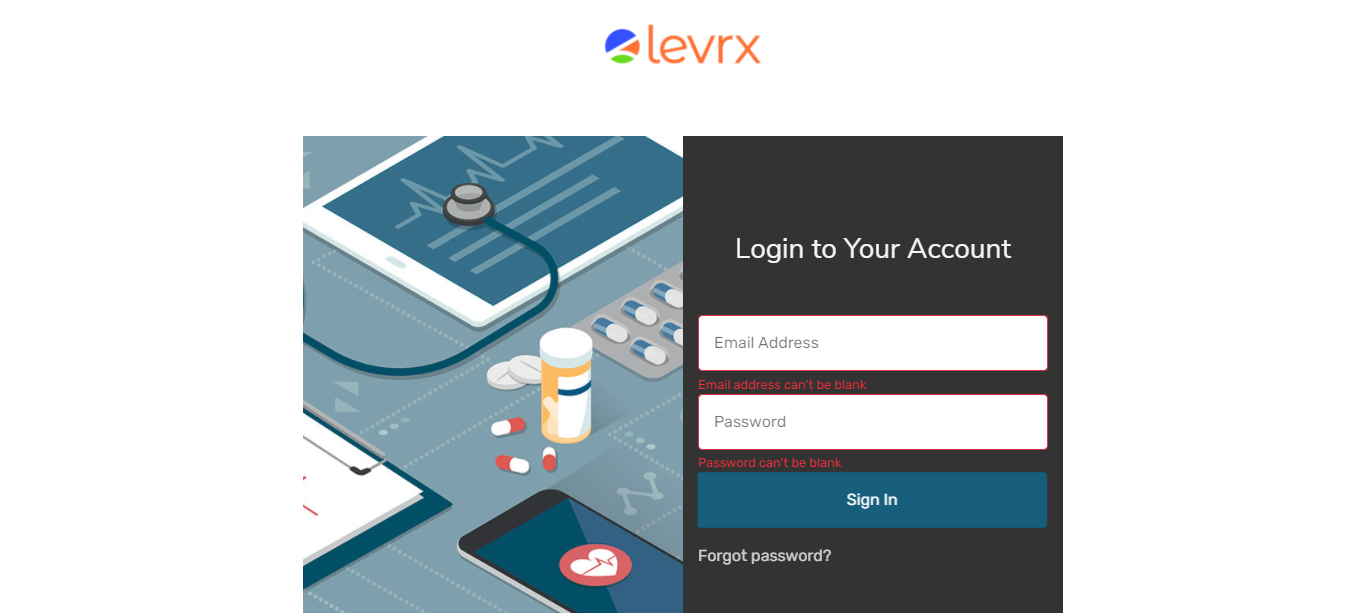 levrx
Login to Your Account
Email Address
Email address can't be blank
Password
Password can't be blank
Sign In
Forgot password?